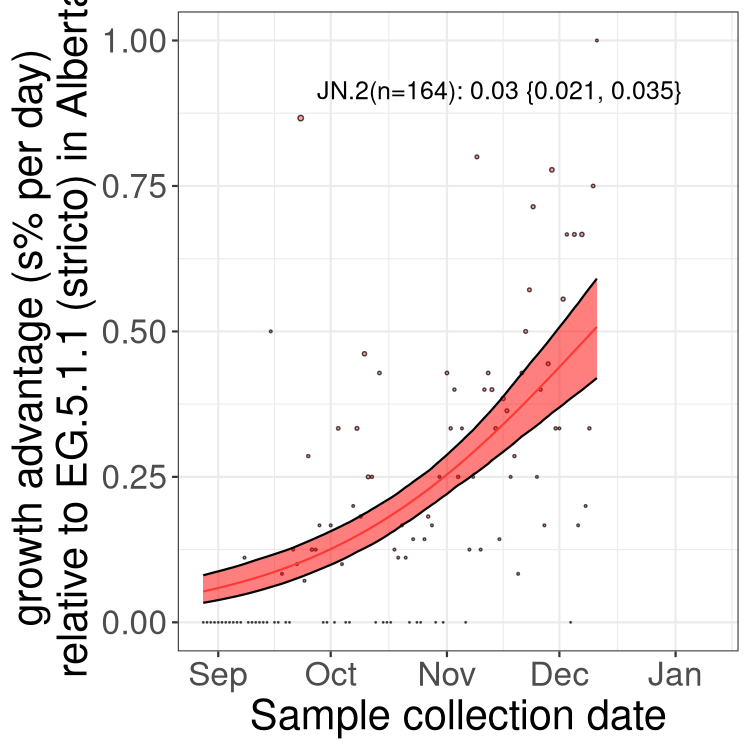 growth advantage (s% per day)
relative to EG.5.1.1 (stricto) in Alberta
1.00
0.75
0.50
0.25
0.00
JN.2(n=164): 0.03 {0.021, 0.035}
Sep Oct Nov Dec Jan
Sample collection date